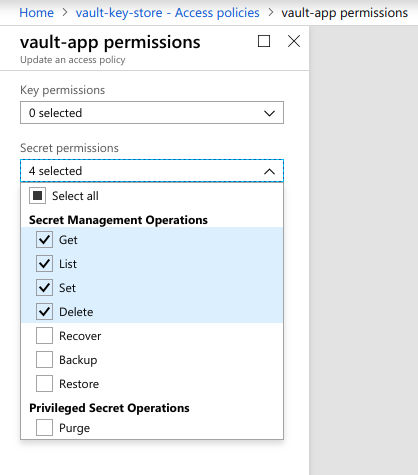 Home > vault-key-store - Access policies > vault-app permissions
vault-app permissions
Update an access policy
Key permissions
0 selected
Secret permissions
4 selected
Select all
Secret Management Operations
Get
List
Set
Delete
Recover
Backup
Restore
Privileged Secret Operations
Purge